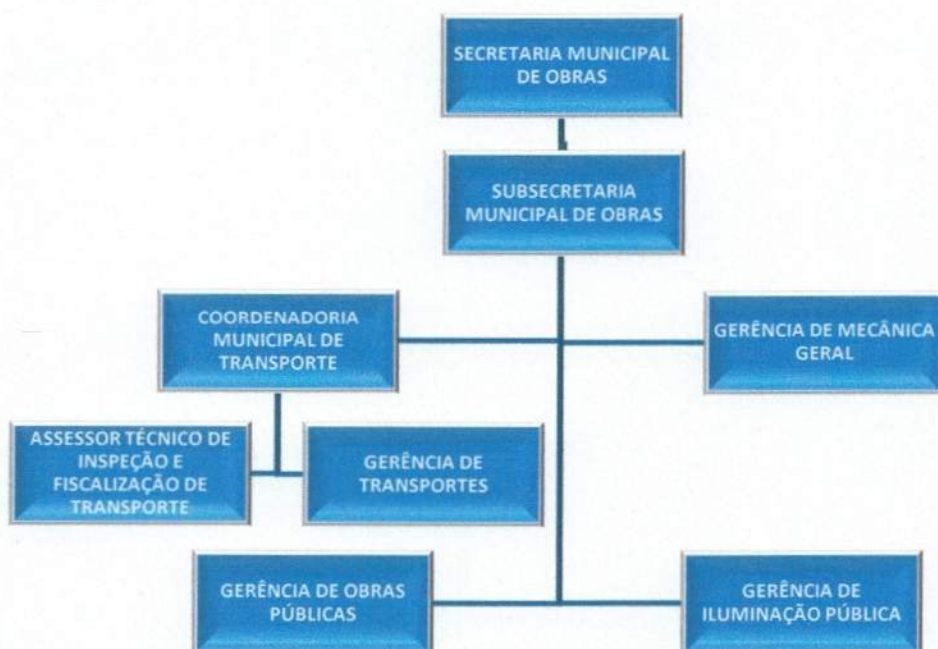 SECRETARIA MUNICIPAL
DE OBRAS
SUBSECRETARIA
MUNICIPAL DE OBRAS
COORDENADORIA
MUNICIPAL DE
TRANSPORTE
GERÊNCIA DE MECÂNICA
GERAL
ASSESSOR TÉCNICO DE
INSPEÇÃO E
FISCALIZAÇÃO DE
TRANSPORTE
GERÊNCIA DE
TRANSPORTES
GERÊNCIA DE OBRAS
PÚBLICAS
GERÊNCIA DE
ILUMINAÇÃO PÚBLICA